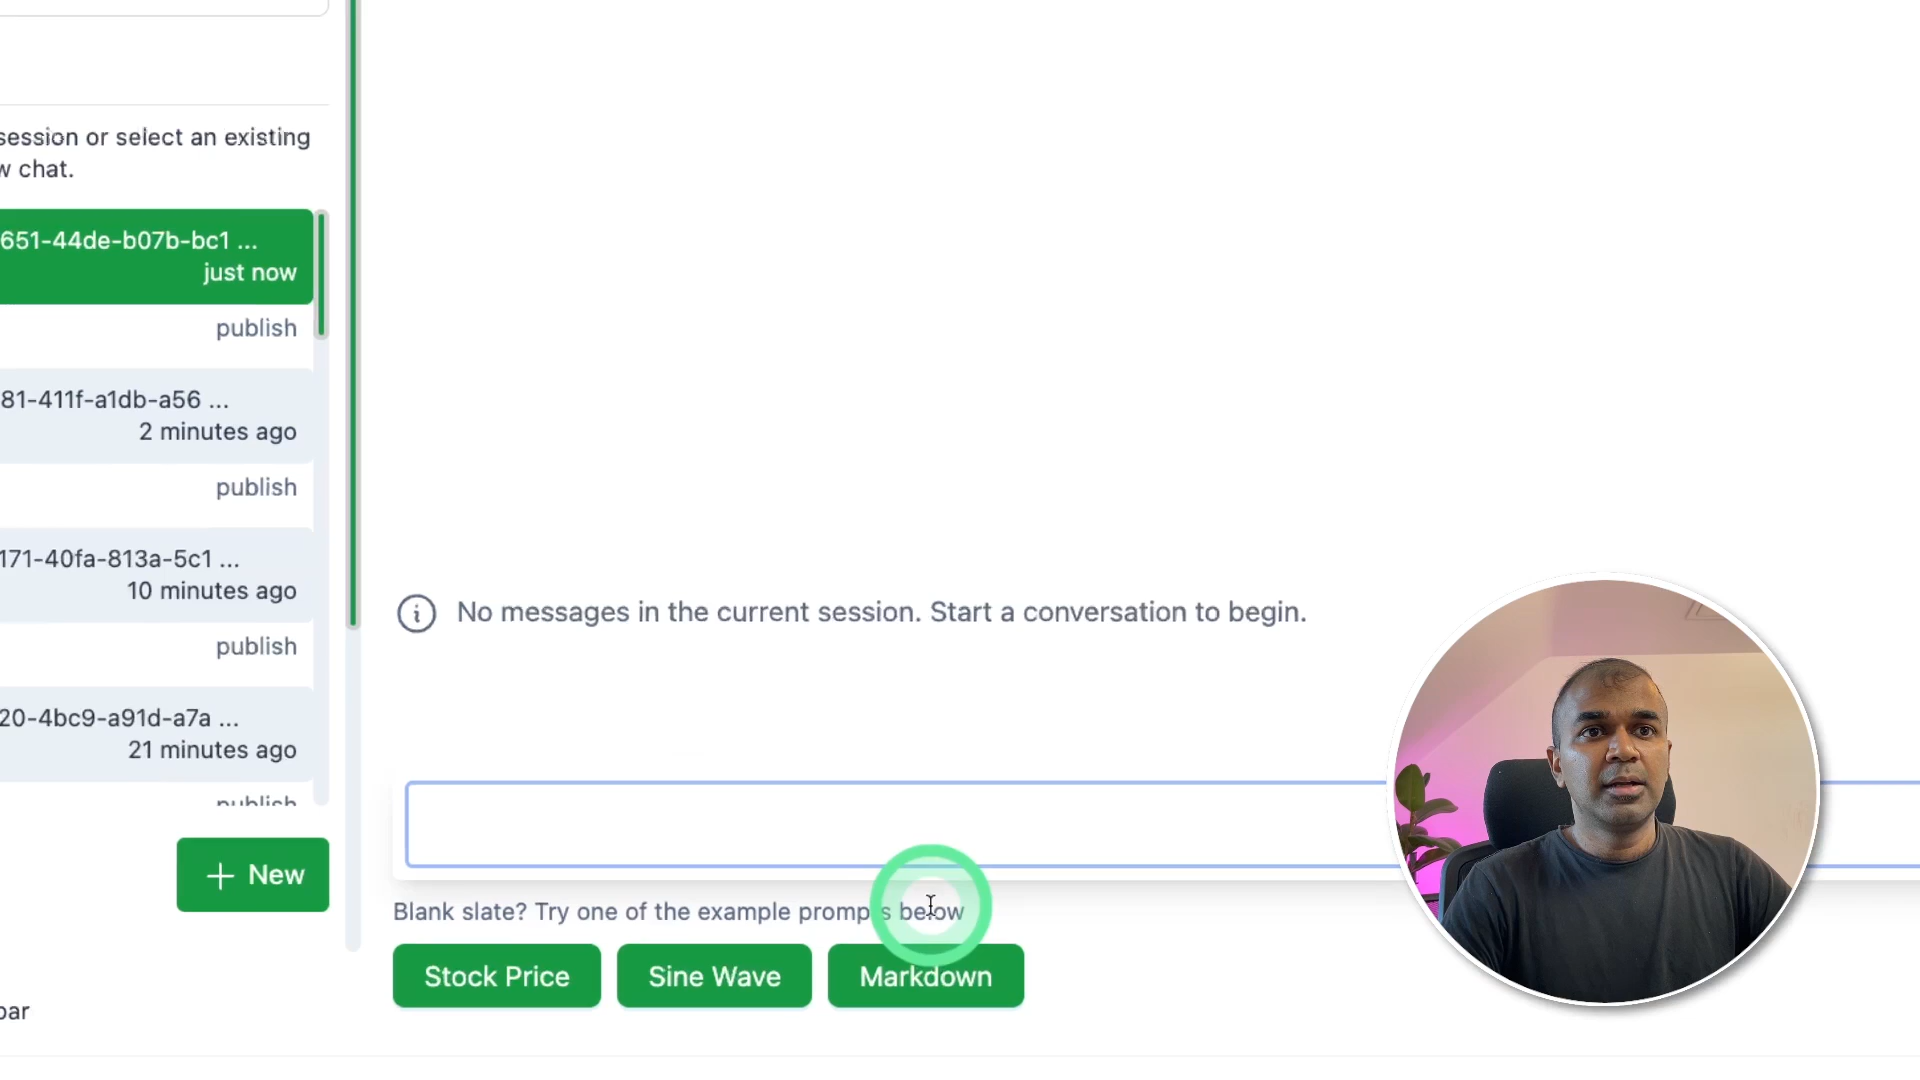 session or select an existing
w chat.
651-44de-b07b-bc1 ...
just now
publish
81-411f-a1db-a56 ...
2 minutes ago
publish
171-40fa-813a-5c1 ...
10 minutes ago
publish
20-4bc9-a91d-a7a ...
21 minutes ago
publish
+ New
bar
No messages in the current session. Start a conversation to begin.
Blank slate? Try one of the example prompts below
Stock Price
Sine Wave
Markdown